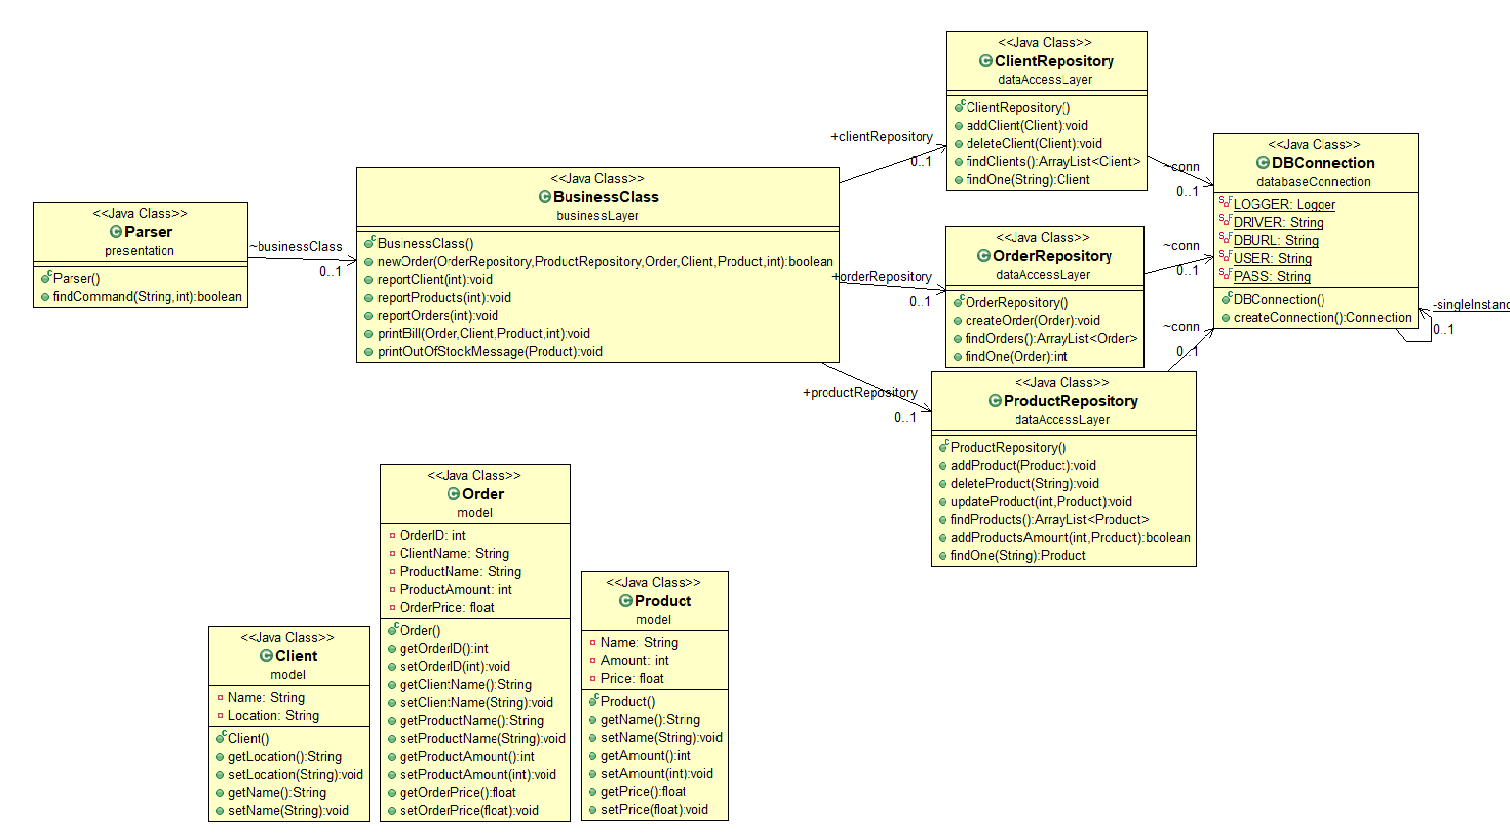 <<Java Class>>
Parser
presentation
Parser()
findCommand(String,int):boolean
~businessClass
0..1
<<Java Class>>
BusinessClass
businessLayer
BusinessClass()
newOrder(OrderRepository,ProductRepository,Order,Client,Product,int):boolean
reportClient(int):void
reportProducts(int):void
reportOrders(int):void
printBill(Order,Client,Product,int):void
printOutOfStockMessage(Product):void
+clientRepository
0..1
+orderRepository
0..1
+productRepository
0..1
<<Java Class>>
ClientRepository
dataAccessLayer
ClientRepository()
addClient(Client):void
deleteClient(Client):void
findClients():ArrayList<Client>
findOne(String):Client
~conn
0..1
<<Java Class>>
OrderRepository
dataAccessLayer
OrderRepository()
createOrder(Order):void
findOrders():ArrayList<Order>
findOne(Order):int
~conn
0..1
<<Java Class>>
ProductRepository
dataAccessLayer
ProductRepository()
addProduct(Product):void
deleteProduct(String):void
updateProduct(int,Product):void
findProducts():ArrayList<Product>
addProductsAmount(int,Product):boolean
findOne(String):Product
~conn
0..1
<<Java Class>>
DBConnection
databaseConnection
LOGGER: Logger
DRIVER: String
DBURL: String
USER: String
PASS: String
DBConnection()
createConnection():Connection
-singleInstanc
0..1
<<Java Class>>
Client
model
Name: String
Location: String
Client()
getLocation():String
setLocation(String):void
getName():String
setName(String):void
<<Java Class>>
Order
model
OrderID: int
ClientName: String
ProductName: String
ProductAmount: int
OrderPrice: float
Order()
getOrderID():int
setOrderID(int):void
getClientName():String
setClientName(String):void
getProductName():String
setProductName(String):void
getProductAmount():int
setProductAmount(int):void
getOrderPrice():float
setOrderPrice(float):void
<<Java Class>>
Product
model
Name: String
Amount: int
Price: float
Product()
getName():String
setName(String):void
getAmount():int
setAmount(int):void
getPrice():float
setPrice(float):void